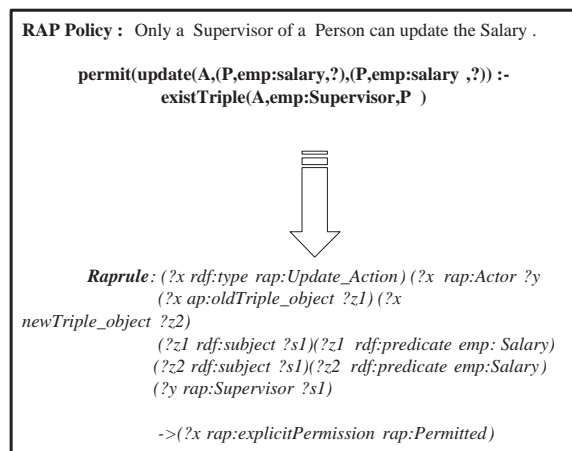 RAP Policy : Only a Supervisor of a Person can update the Salary .
permit(update(A,(P,emp:salary,?),(P,emp:salary ,?)) :-
existTriple(A,emp:Supervisor,P )
Raprule: (?x rdf:type rap:Update_Action) (?x rap:Actor ?y
(?x ap:oldTriple_object ?z1) (?x
newTriple_object ?z2)
(?z1 rdf:subject ?s1)(?z1 rdf:predicate emp: Salary)
(?z2 rdf:subject ?s1)(?z2 rdf:predicate emp:Salary)
(?y rap:Supervisor ?s1)
->(?x rap:explicitPermission rap:Permitted)